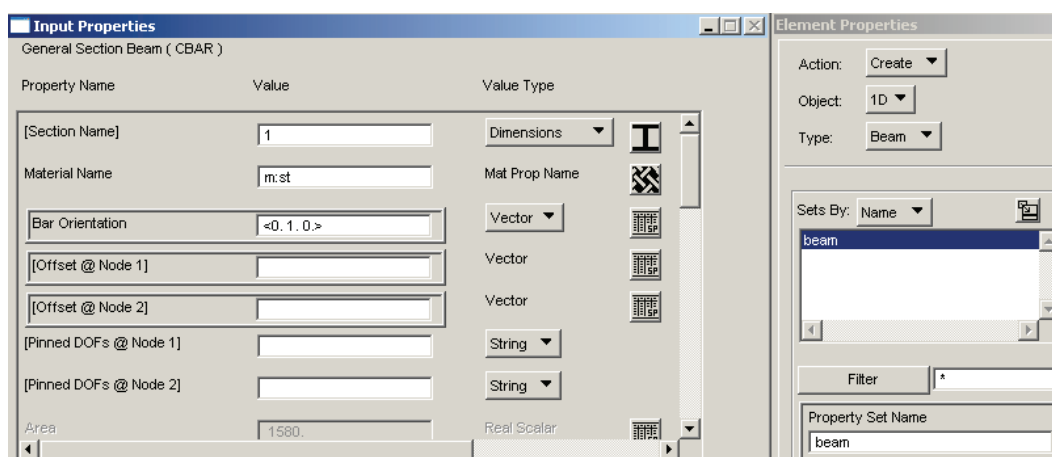 Input Properties
General Section Beam ( CBAR )
Property Name Value Value Type
[Section Name] 1 Dimensions
Material Name m:st Mat Prop Name
Bar Orientation <0. 1. 0.> Vector
[Offset @ Node 1] Vector
[Offset @ Node 2] Vector
[Pinned DOFs @ Node 1] String
[Pinned DOFs @ Node 2] String
Area 1580. Real Scalar
Element Properties
Action: Create
Object: 1D
Type: Beam
Sets By: Name
beam
Filter *
Property Set Name
beam